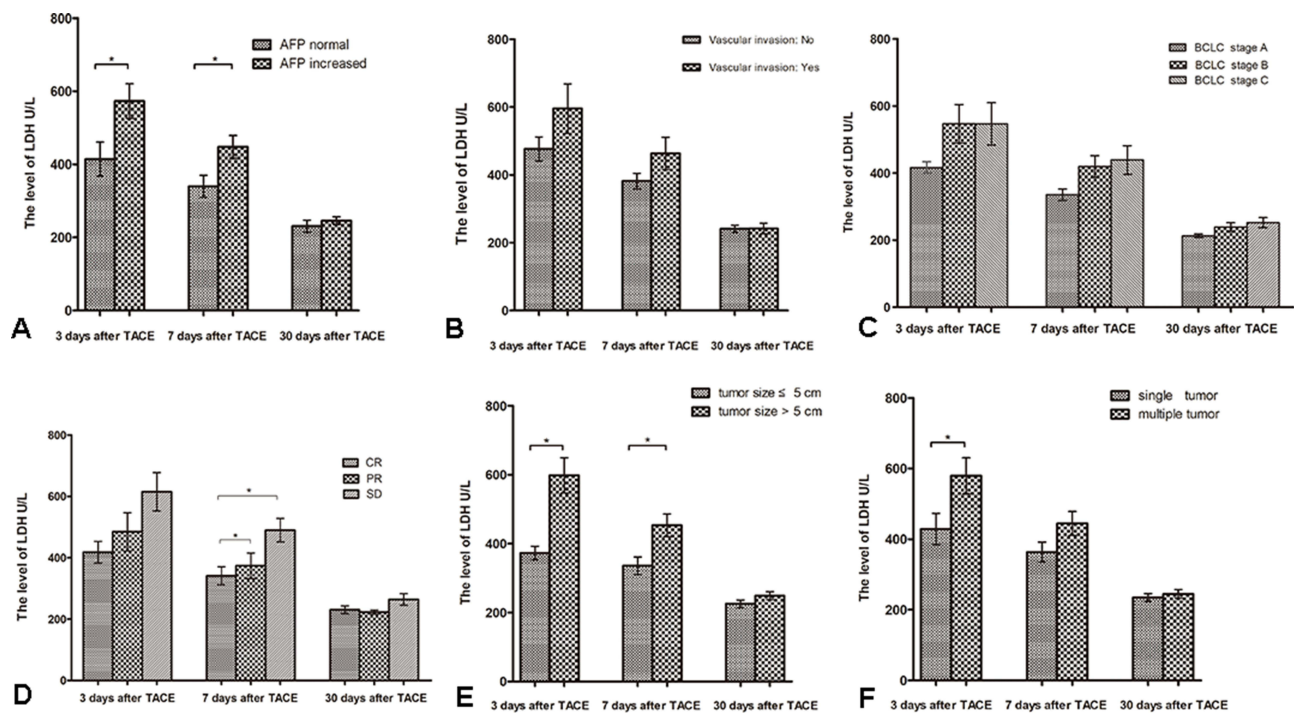 800
600
400
200
0
The level of LDH U/L
AFP normal
AFP increased
*
*
3 days after TACE 7 days after TACE 30 days after TACE
A
800
600
400
200
0
The level of LDH U/L
Vascular invasion: No
Vascular invasion: Yes
3 days after TACE 7 days after TACE 30 days after TACE
B
800
600
400
200
0
The level of LDH U/L
BCLC stage A
BCLC stage B
BCLC stage C
3 days after TACE 7 days after TACE 30 days after TACE
C
800
600
400
200
0
The level of LDH U/L
CR
PR
SD
*
*
3 days after TACE 7 days after TACE 30 days after TACE
D
800
600
400
200
0
The level of LDH U/L
tumor size ≤ 5 cm
tumor size > 5 cm
*
*
3 days after TACE 7 days after TACE 30 days after TACE
E
800
600
400
200
0
The level of LDH U/L
single tumor
multiple tumor
*
3 days after TACE 7 days after TACE 30 days after TACE
F